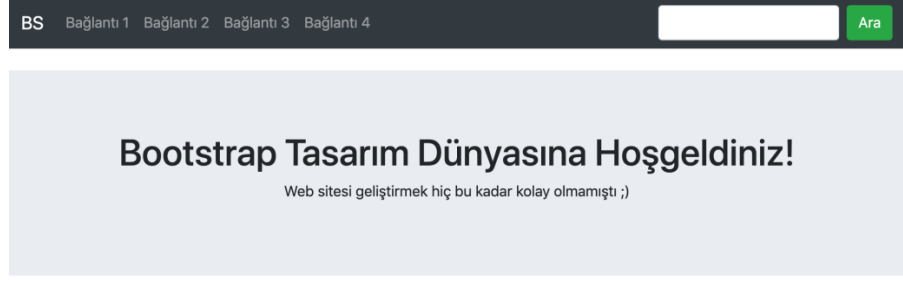 BS Bağlantı 1 Bağlantı 2 Bağlantı 3 Bağlantı 4 Ara
Bootstrap Tasarım Dünyasına Hoşgeldiniz!
Web sitesi geliştirmek hiç bu kadar kolay olmamıştı ;)